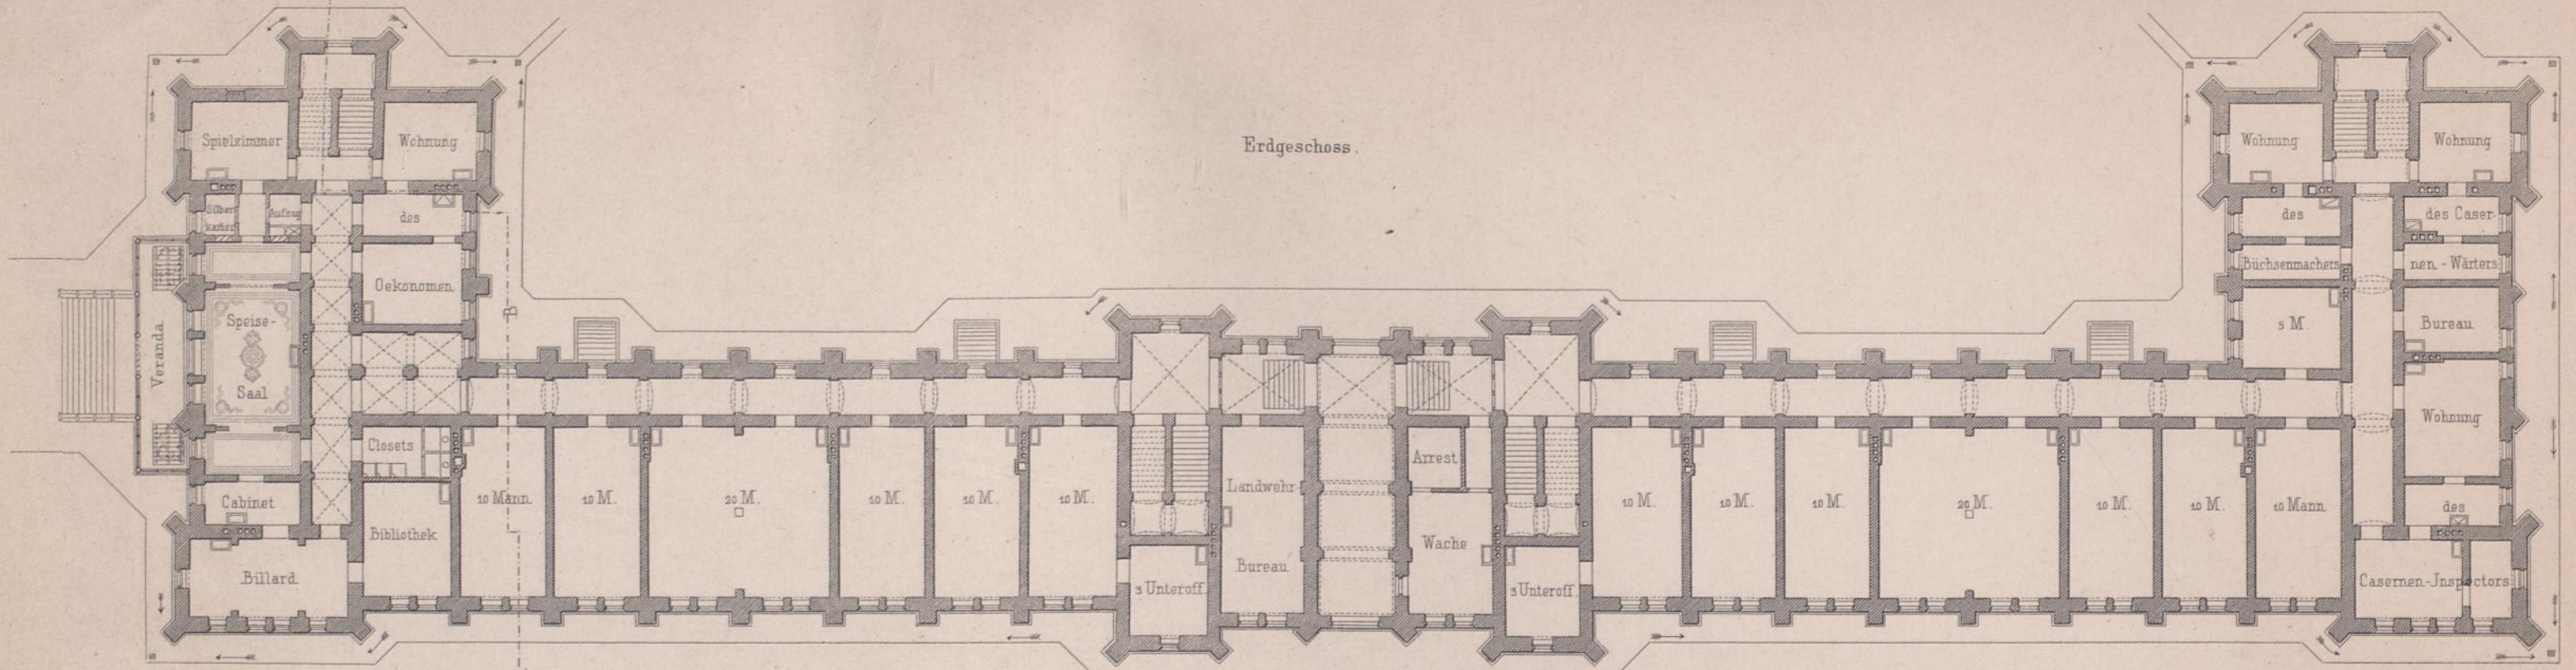 Erdgeschoss.
Spielzimmer
Wohnung
Silber
kamer
Aufzug
des
Oekonomen
Veranda.
Speise-
Saal
B
Closets
Cabinet
Bibliothek
Billard
10 Mann
10 M.
20 M.
10 M.
10 M.
10 M.
3 Unteroff.
Landwehr-
Bureau
Arrest
Wache
3 Unteroff.
10 M.
10 M.
10 M.
20 M.
10 M.
10 M.
10 Mann
Wohnung
des
Büchsenmachers
5 M.
Wohnung
des Caser-
nen-Wärters
Bureau
Wohnung
des
Casernen-Jnspectors